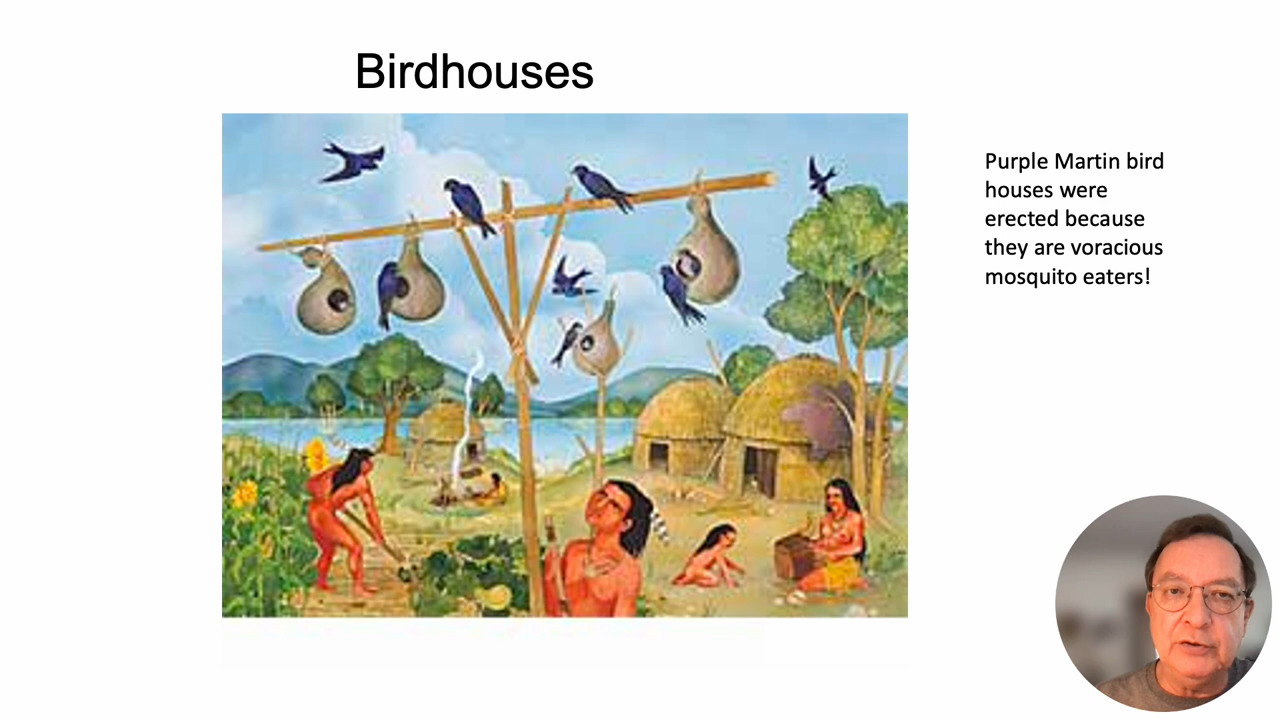 Birdhouses
Purple Martin bird
houses were
erected because
they are voracious
mosquito eaters!